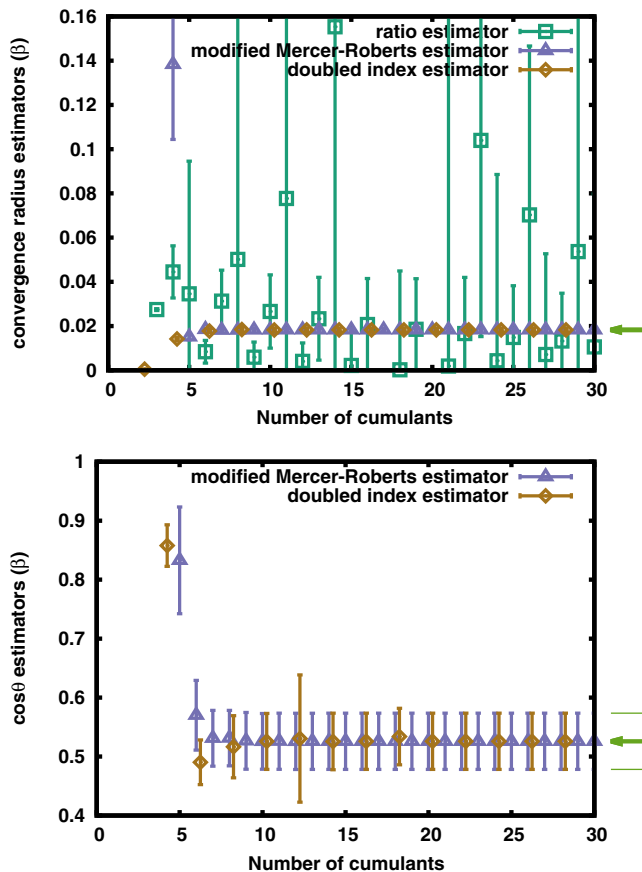 0.16
0.14
0.12
0.1
0.08
0.06
0.04
0.02
0
convergence radius estimators (β)
ratio estimator
modified Mercer-Roberts estimator
doubled index estimator
0 5 10 15 20 25 30
Number of cumulants
1
0.9
0.8
0.7
0.6
0.5
0.4
cosθ estimators (β)
modified Mercer-Roberts estimator
doubled index estimator
0 5 10 15 20 25 30
Number of cumulants